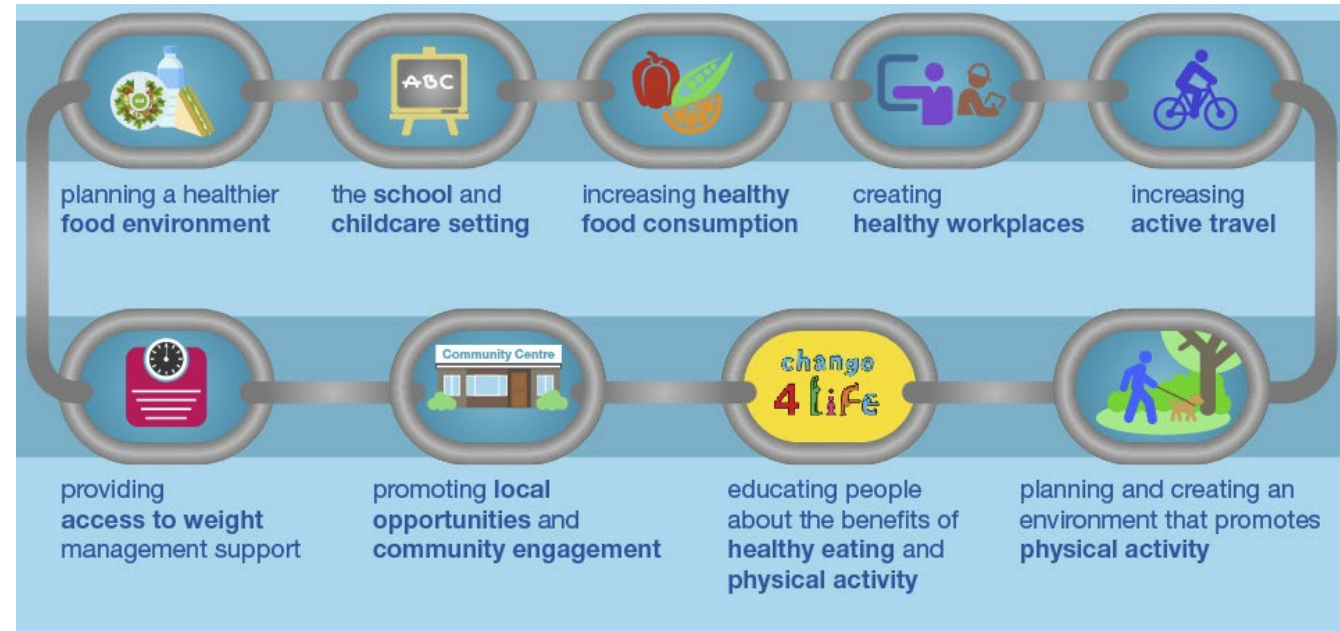 ABC
planning a healthier
food environment
the school and
childcare setting
increasing healthy
food consumption
creating
healthy workplaces
increasing
active travel
Community Centre
change
4 life
providing
access to weight
management support
promoting local
opportunities and
community engagement
educating people
about the benefits of
healthy eating and
physical activity
planning and creating an
environment that promotes
physical activity